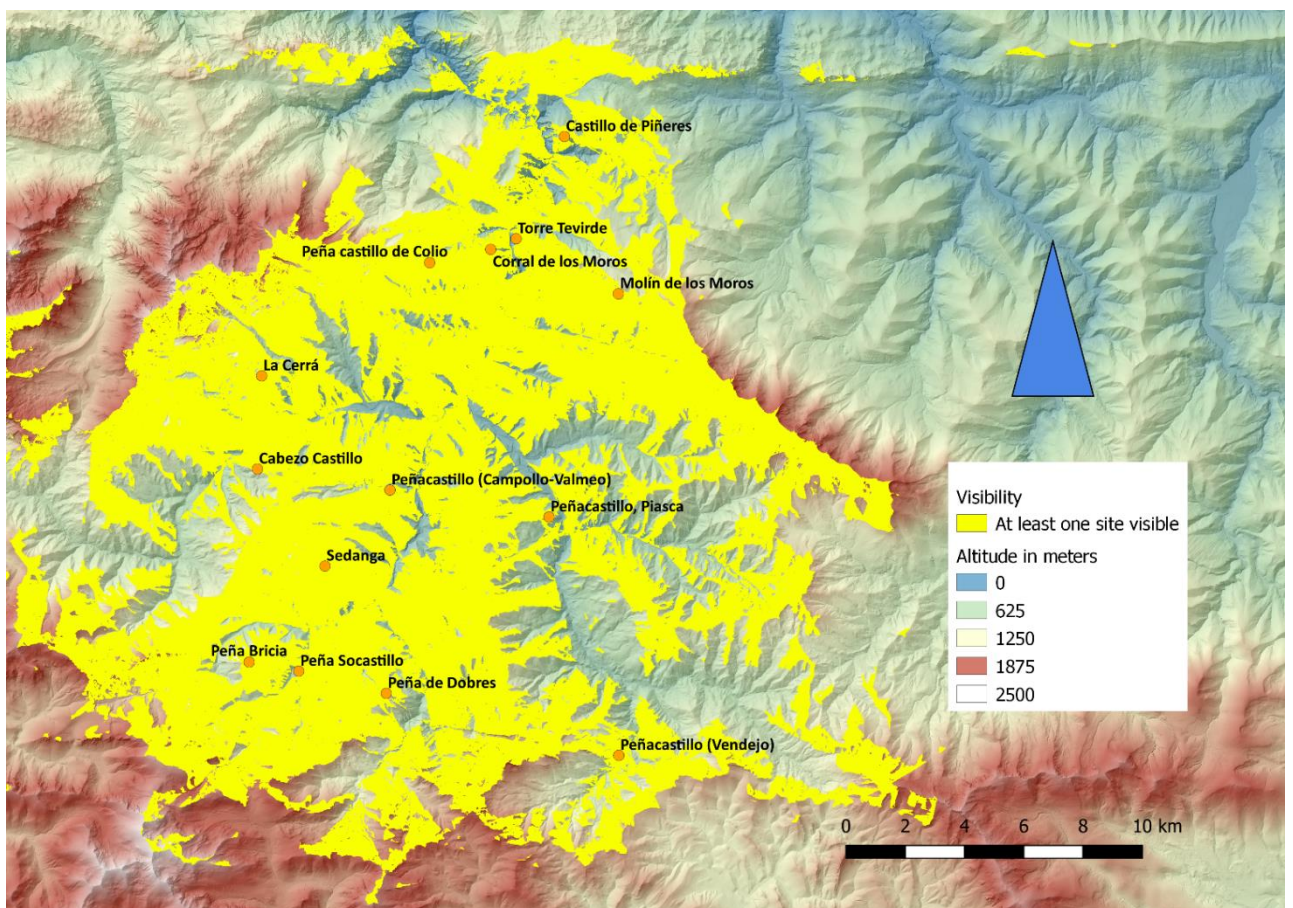 Castillo de Piñeres
Torre Tevirde
Peña castillo de Colio
Corral de los Moros
Molín de los Moros
La Cerrá
Cabezo Castillo
Peñacastillo (Campollo-Valmeo)
Peñacastillo, Piasca
Sedanga
Peña Bricia
Peña Socastillo
Peña de Dobres
Peñacastillo (Vendejo)
Visibility
At least one site visible
Altitude in meters
0
625
1250
1875
2500
0 2 4 6 8 10 km